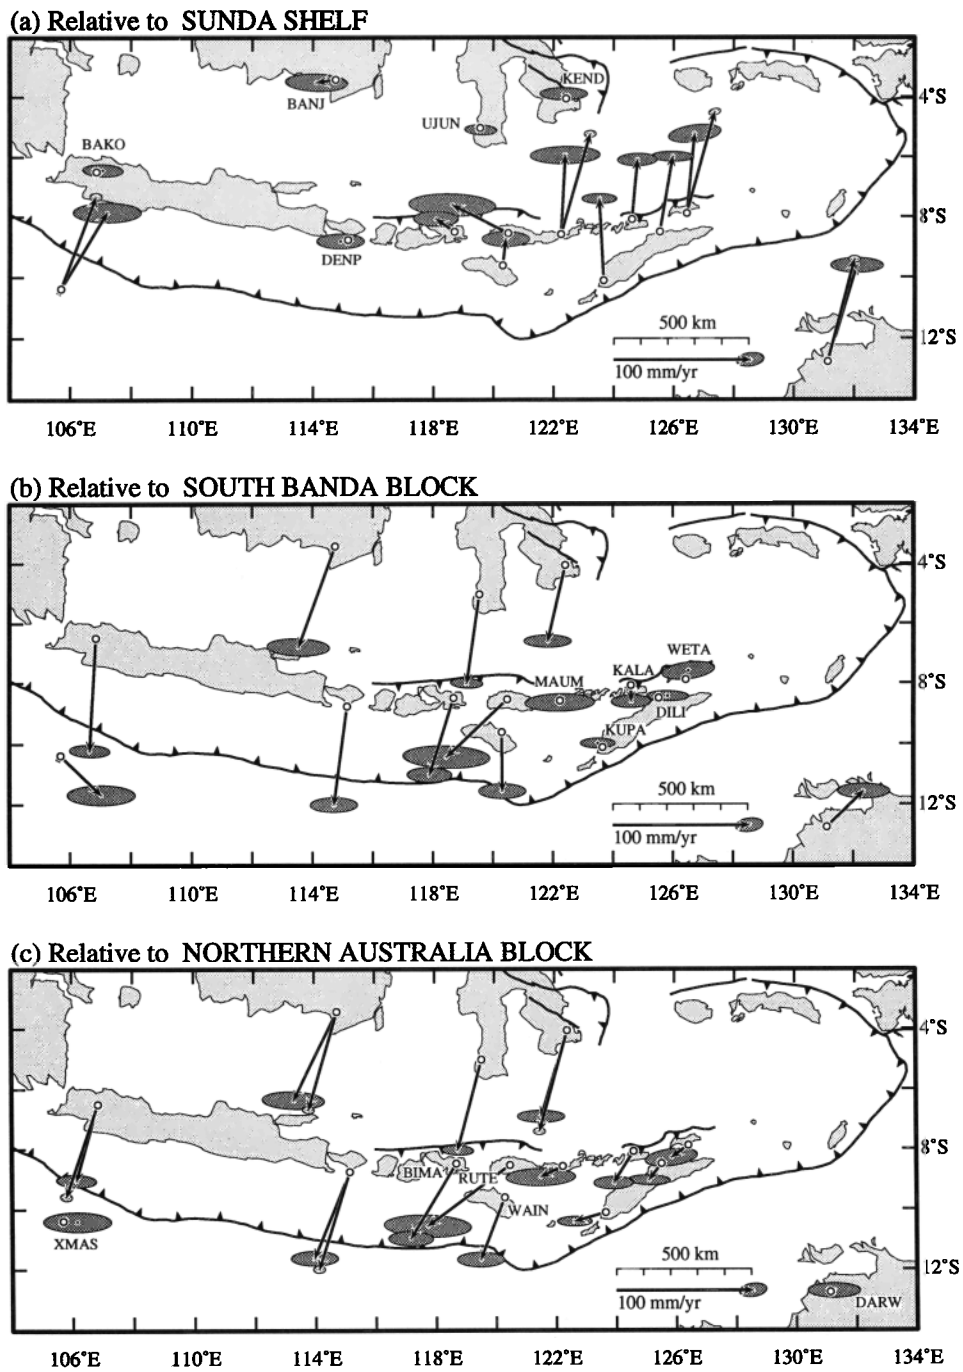 (a) Relative to SUNDA SHELF
KEND
BANJ
4°S
UJUN
BAKO
8°S
DENP
500 km
12°S
100 mm/yr
106°E 110°E 114°E 118°E 122°E 126°E 130°E 134°E
(b) Relative to SOUTH BANDA BLOCK
4°S
WETA
KALA
MAUM
8°S
DILI
KUPA
500 km
12°S
100 mm/yr
106°E 110°E 114°E 118°E 122°E 126°E 130°E 134°E
(c) Relative to NORTHERN AUSTRALIA BLOCK
4°S
8°S
BIMA RUTE
WAIN
XMAS
500 km
12°S
100 mm/yr
DARW
106°E 110°E 114°E 118°E 122°E 126°E 130°E 134°E